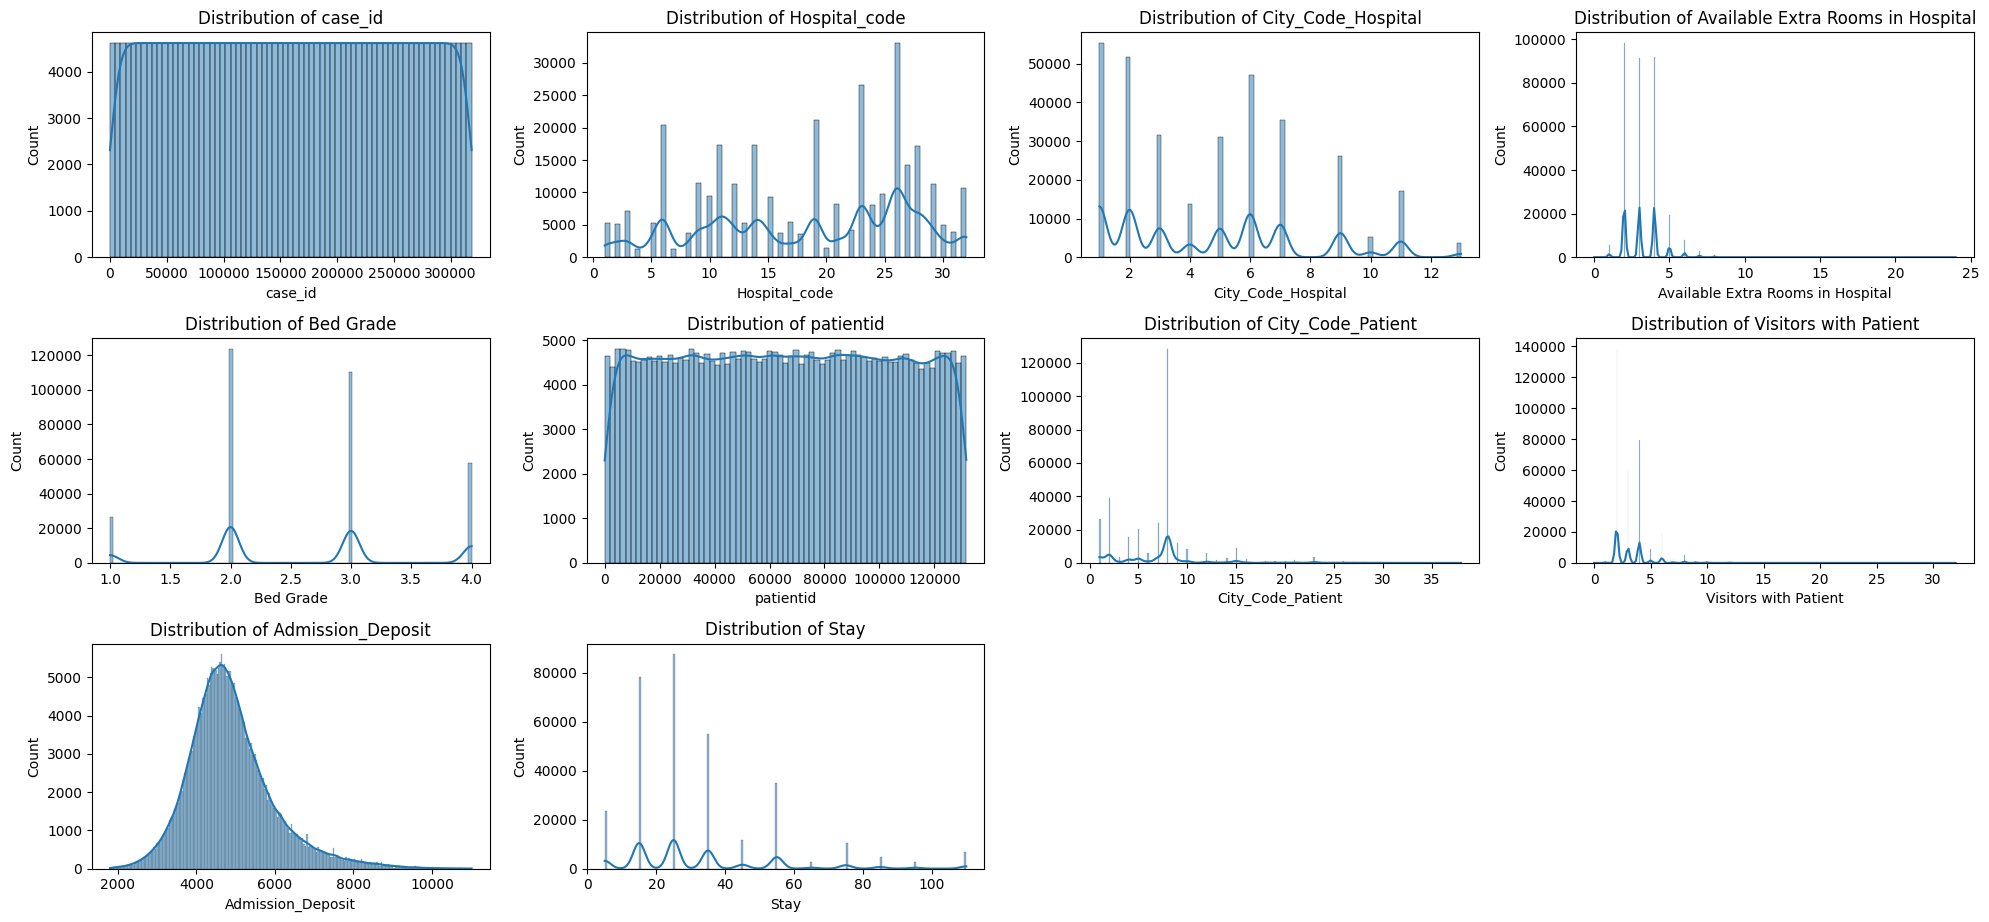 Distribution of case_id
Count
4000
3000
2000
1000
0
0 50000 100000 150000 200000 250000 300000
case_id
Distribution of Hospital_code
Count
30000
25000
20000
15000
10000
5000
0
0 5 10 15 20 25 30
Hospital_code
Distribution of City_Code_Hospital
Count
50000
40000
30000
20000
10000
0
2 4 6 8 10 12
City_Code_Hospital
Distribution of Available Extra Rooms in Hospital
Count
100000
80000
60000
40000
20000
0
0 5 10 15 20 25
Available Extra Rooms in Hospital
Distribution of Bed Grade
Count
120000
100000
80000
60000
40000
20000
0
1.0 1.5 2.0 2.5 3.0 3.5 4.0
Bed Grade
Distribution of patientid
Count
5000
4000
3000
2000
1000
0
0 20000 40000 60000 80000 100000 120000
patientid
Distribution of City_Code_Patient
Count
120000
100000
80000
60000
40000
20000
0
0 5 10 15 20 25 30 35
City_Code_Patient
Distribution of Visitors with Patient
Count
140000
120000
100000
80000
60000
40000
20000
0
0 5 10 15 20 25 30
Visitors with Patient
Distribution of Admission_Deposit
Count
5000
4000
3000
2000
1000
0
2000 4000 6000 8000 10000
Admission_Deposit
Distribution of Stay
Count
80000
60000
40000
20000
0
0 20 40 60 80 100
Stay